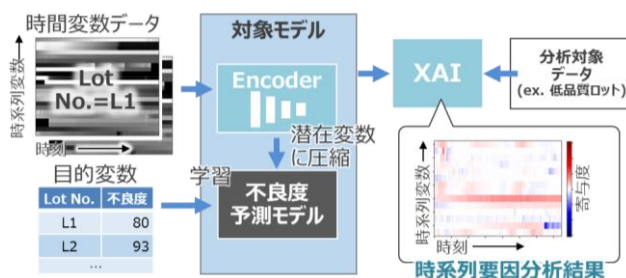 時間変数データ
時系列変数
Lot
No.=L1
時刻
目的変数
Lot No. 不良度
L1 80
L2 93
…
学習
対象モデル
Encoder
潜在変数
に圧縮
不良度
予測モデル
XAI
分析対象
データ
(ex. 低品質ロット)
時系列変数
時刻
寄与度
時系列要因分析結果